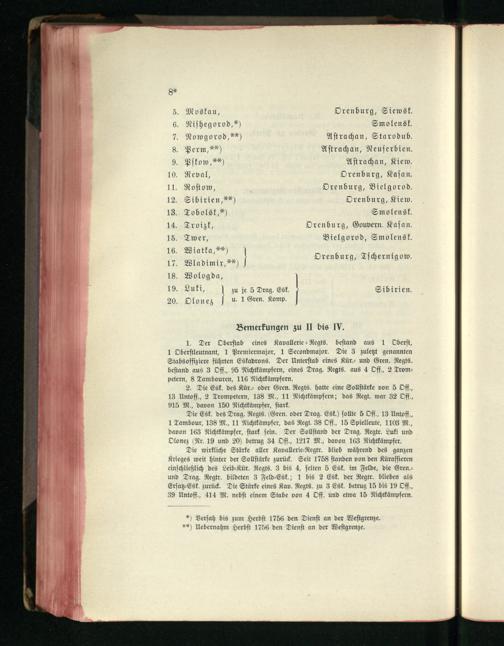 8*
5. Moskau, Orenburg, Siewsk.
6. Nishegorod,*) Smolensk.
7. Nowgorod,**) Astrachan, Starodub.
8. Perm,**) Astrachan, Neuserbien.
9. Pskow,**) Astrachan, Kiew.
10. Reval, Orenburg, Kasan.
11. Rostow, Orenburg, Bielgorod.
12. Sibirien,**) Orenburg, Kiew.
13. Tobolsk,*) Smolensk.
14. Troizk, Orenburg, Gouvern. Kasan.
15. Twer, Bielgorod, Smolensk.
16. Wiatka,**)
17. Wladimir,**) Orenburg, Tschernigow.
18. Wologda,
19. Luki, zu je 5 Drag. Esk. Sibirien.
20. Olonez u. 1 Gren. Komp.
Bemerkungen zu II bis IV.
1. Der Oberstab eines Kavallerie-Regts. bestand aus 1 Oberst,
1 Oberstleutnant, 1 Premiermajor, 1 Secondmajor. Die 3 zuletzt genannten
Stabsoffiziere führten Eskadrons. Der Unterstab eines Kür.- und Gren. Regts.
bestand aus 3 Off., 95 Nichtkämpfern, eines Drag. Regts. aus 4 Off., 2 Trom-
petern, 8 Tambouren, 116 Nichtkämpfern.
2. Die Esk. des Kür.- oder Gren. Regts. hatte eine Sollstärke von 5 Off.,
13 Untoff., 2 Trompetern, 138 M., 11 Nichtkämpfern; das Regt. war 32 Off.,
915 M., davon 150 Nichtkämpfer, stark.
Die Esk. des Drag. Regts. (Gren. oder Drag. Esk.) sollte 5 Off., 13 Untoff.,
1 Tambour, 138 M., 11 Nichtkämpfer, das Regt. 38 Off., 15 Spielleute, 1103 M.,
davon 163 Nichtkämpfer, stark sein. Der Sollstand der Drag. Regtr. Luki und
Olonez (Nr. 19 und 20) betrug 34 Off., 1217 M., davon 163 Nichtkämpfer.
Die wirkliche Stärke aller Kavallerie-Regtr. blieb während des ganzen
Krieges weit hinter der Sollstärke zurück. Seit 1758 standen von den Kürassieren
einschließlich des Leib-Kür. Regts. 3 bis 4, selten 5 Esk. im Felde, die Gren.-
und Drag. Regtr. bildeten 3 Feld-Esk.; 1 bis 2 Esk. der Regtr. blieben als
Ersatz-Esk. zurück. Die Stärke eines Kav. Regts. zu 3 Esk. betrug 15 bis 19 Off.,
39 Untoff., 414 M. nebst einem Stabe von 4 Off. und etwa 15 Nichtkämpfern.
*) Versah bis zum Herbst 1756 den Dienst an der Westgrenze.
**) Uebernahm Herbst 1756 den Dienst an der Westgrenze.